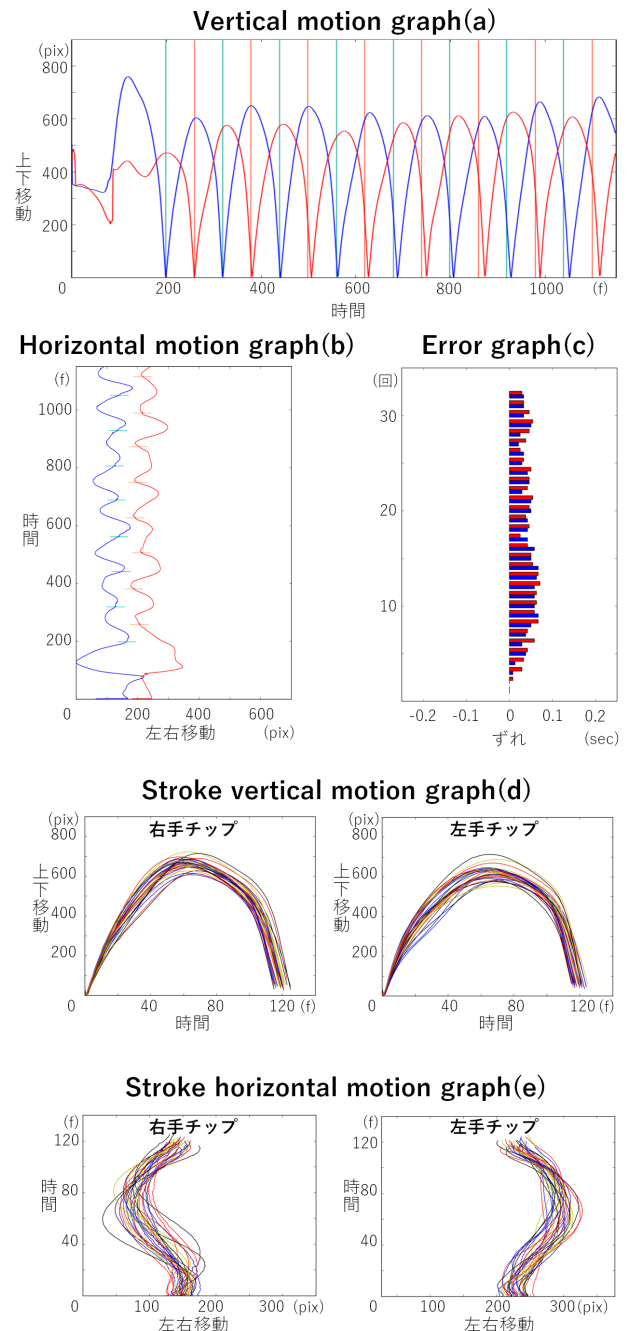 Vertical motion graph(a)
(pix)
800
600
400
200
上下移動
0 200 400 600 800 1000 (f)
時間
Horizontal motion graph(b)
(f)
1000
800
600
400
200
時間
0 200 400 600
左右移動 (pix)
Error graph(c)
(回)
30
20
10
-0.2 -0.1 0 0.1 0.2
ずれ (sec)
Stroke vertical motion graph(d)
(pix)
800
600
400
200
上下移動
右手チップ
0 40 80 120 (f)
時間
(pix)
800
600
400
200
上下移動
左手チップ
0 40 80 120 (f)
時間
Stroke horizontal motion graph(e)
(f)
120
80
40
時間
右手チップ
0 100 200 300 (pix)
左右移動
(f)
120
80
40
時間
左手チップ
0 100 200 300 (pix)
左右移動